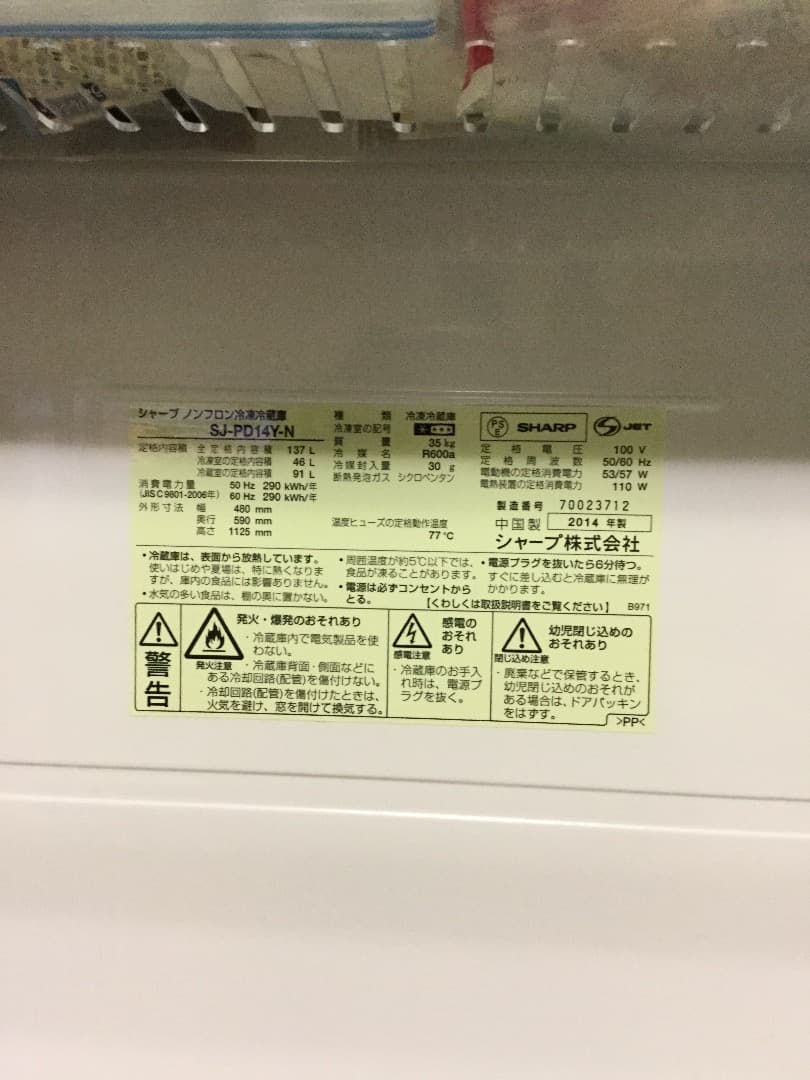 シャープ ノンフロン冷凍冷蔵庫
SJ-PD14Y-N
定格内容積 全定格内容積 137 L
冷凍室の定格内容積 46 L
冷蔵室の定格内容積 91 L
消費電力量 50 Hz 290 kWh/年
(JIS C 9801-2006年) 60 Hz 290 kWh/年
外形寸法 幅 480 mm
奥行 590 mm
高さ 1125 mm
種類 冷凍冷蔵庫
冷凍室の記号
質量 35 kg
冷媒名 R600a
冷媒封入量 30 g
断熱発泡ガス シクロペンタン
温度ヒューズの定格動作温度
77℃
PSE SHARP S JET
定格電圧 100 V
定格周波数 50/60 Hz
電動機の定格消費電力 53/57 W
電熱装置の定格消費電力 110 W
製造番号 70023712
中国製 2014 年製
シャープ株式会社
・冷蔵庫は、表面から放熱しています。
使いはじめや夏場は、特に熱くなりま
すが、庫内の食品には影響ありません。
・水気の多い食品は、棚の奥に置かない。
・周囲温度が約5℃以下では、
食品が凍ることがあります。
・電源は必ずコンセントから
とる。
・電源プラグを抜いたら6分待つ。
すぐに差し込むと冷蔵庫に無理が
かかります。
【くわしくは取扱説明書をご覧ください】 B971
警告
発火注意
発火・爆発のおそれあり
・冷蔵庫内で電気製品を使
わない。
・冷蔵庫背面・側面などに
ある冷却回路(配管)を傷付けない。
・冷却回路(配管)を傷付けたときは、
火気を避け、窓を開けて換気する。
感電注意
感電の
おそれ
あり
・冷蔵庫のお手入
れ時は、電源プ
ラグを抜く。
閉じ込め注意
幼児閉じ込めの
おそれあり
・廃棄などで保管するとき、
幼児閉じ込めのおそれが
ある場合は、ドアパッキン
をはずす。
>PP<